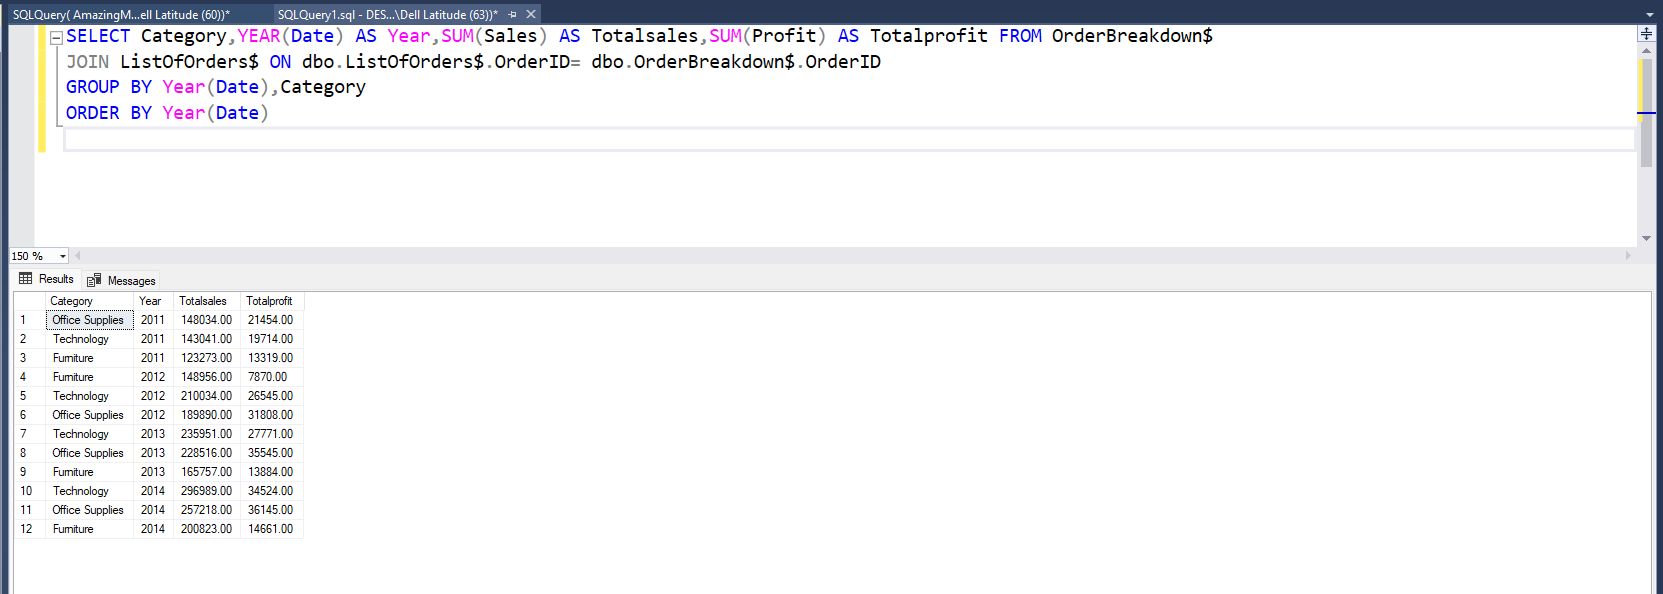 SQLQuery( AmazingM...ell Latitude (60))* SQLQuery1.sql - DES...\Dell Latitude (63))*
SELECT Category,YEAR(Date) AS Year,SUM(Sales) AS Totalsales,SUM(Profit) AS Totalprofit FROM OrderBreakdown$
JOIN ListOfOrders$ ON dbo.ListOfOrders$.OrderID= dbo.OrderBreakdown$.OrderID
GROUP BY Year(Date),Category
ORDER BY Year(Date)
150 %
Results Messages
Category Year Totalsales Totalprofit
1 Office Supplies 2011 148034.00 21454.00
2 Technology 2011 143041.00 19714.00
3 Furniture 2011 123273.00 13319.00
4 Furniture 2012 148956.00 7870.00
5 Technology 2012 210034.00 26545.00
6 Office Supplies 2012 189890.00 31808.00
7 Technology 2013 235951.00 27771.00
8 Office Supplies 2013 228516.00 35545.00
9 Furniture 2013 165757.00 13884.00
10 Technology 2014 296989.00 34524.00
11 Office Supplies 2014 257218.00 36145.00
12 Furniture 2014 200823.00 14661.00